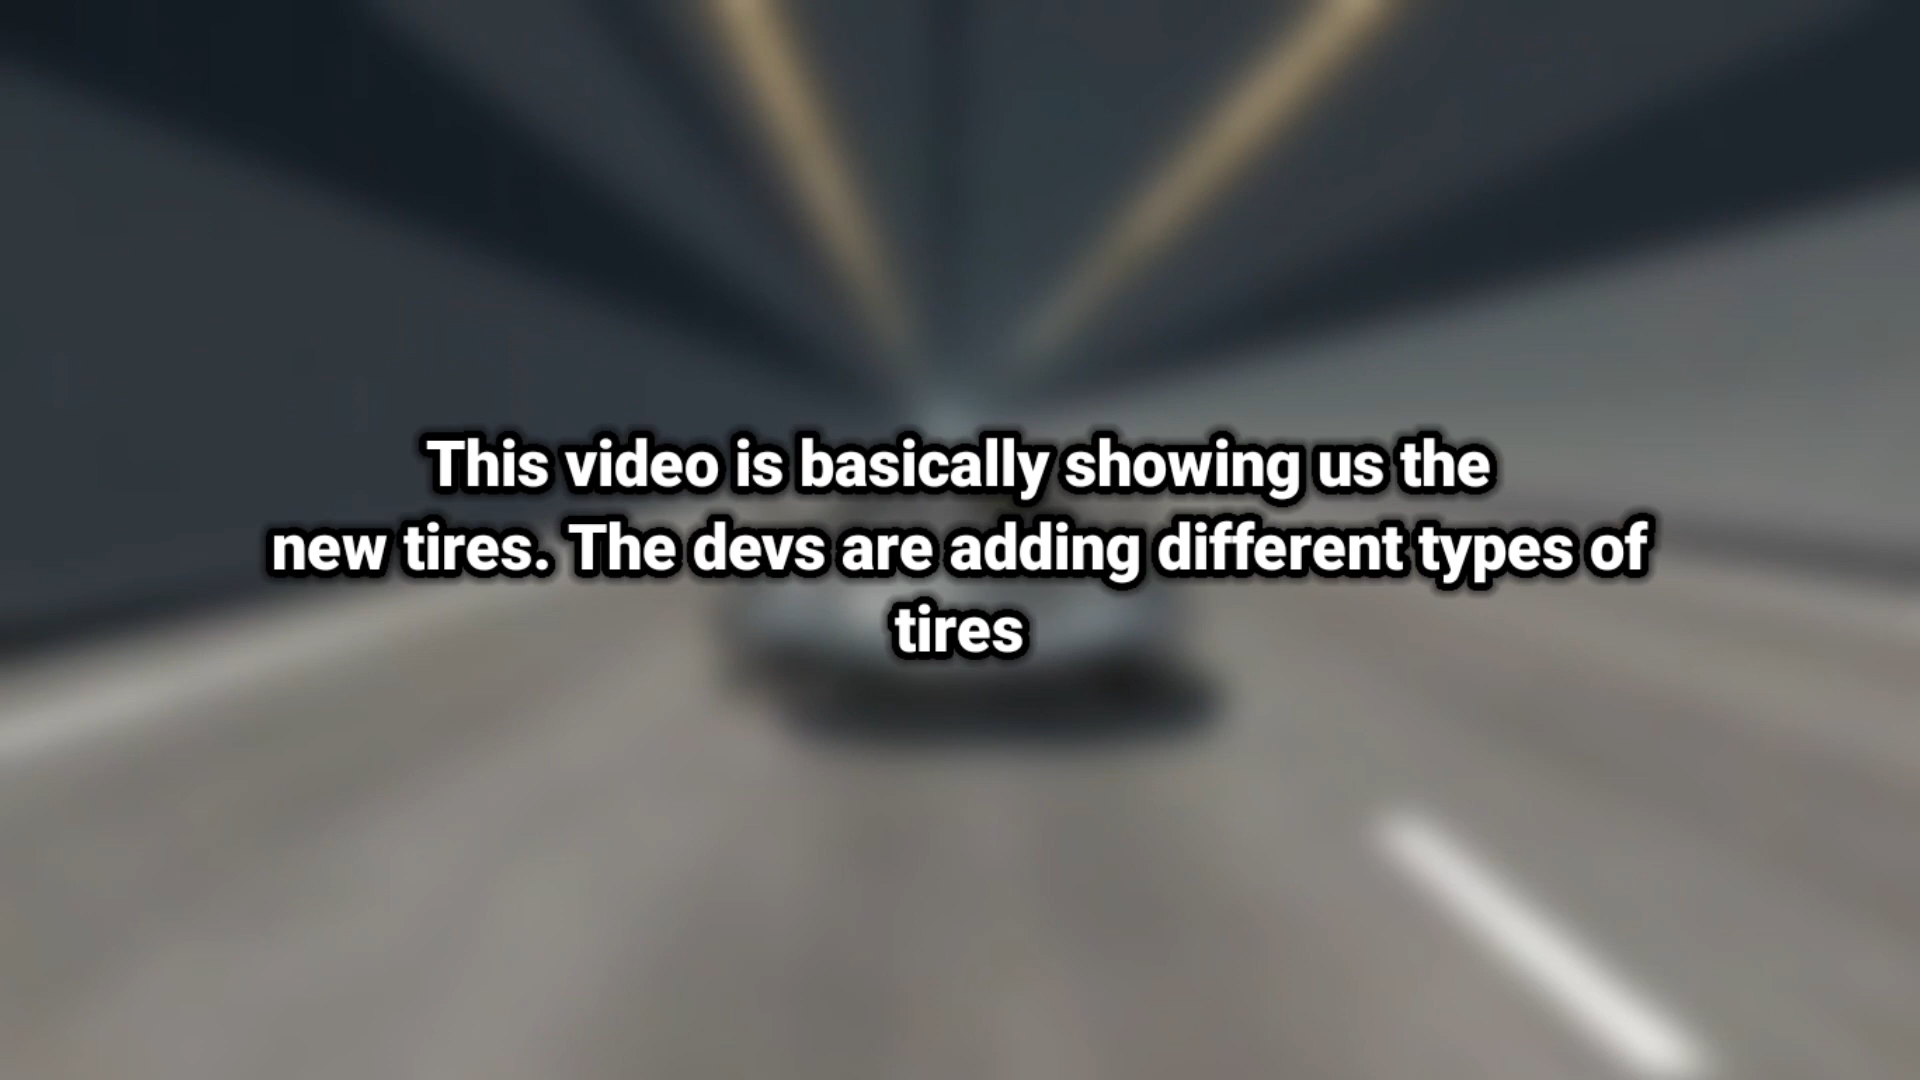 This video is basically showing us the
new tires. The devs are adding different types of
tires